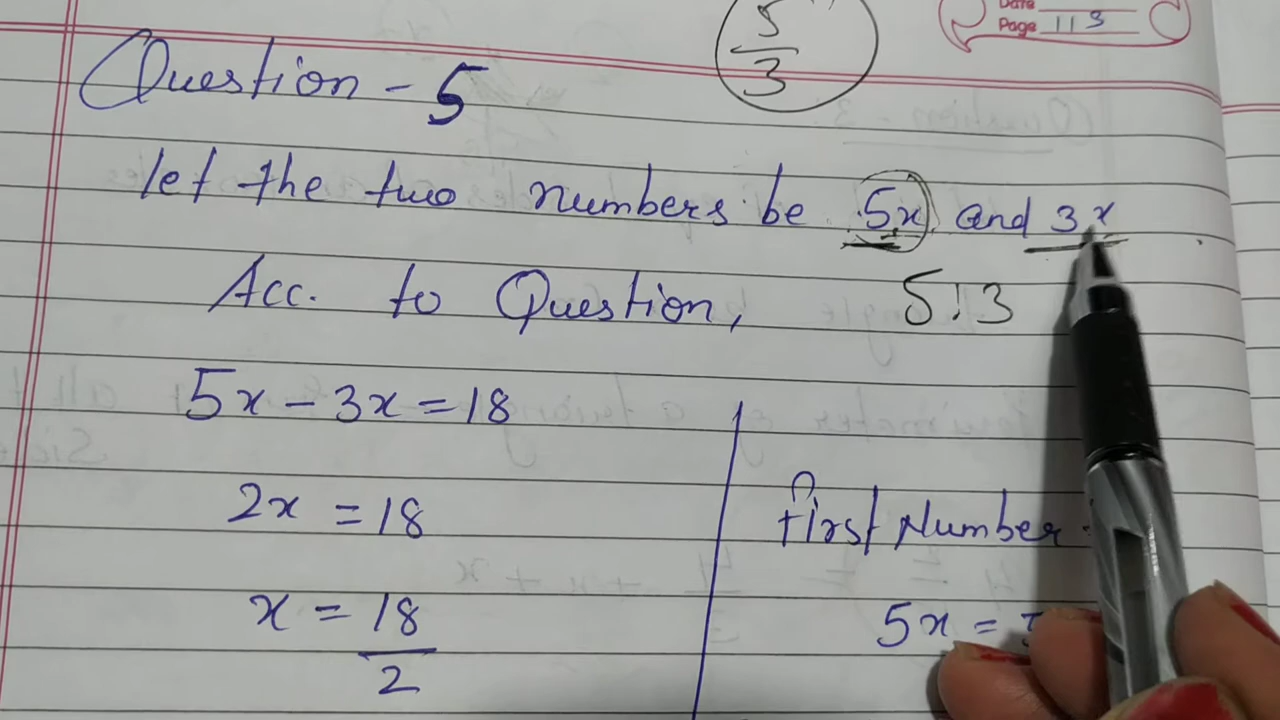 Date
Page 113
5
3
Question - 5
let the two numbers be 5x and 3x
Acc. to Question, 5:3
5x - 3x = 18
2x = 18
x = 18
2
First Number
5x =